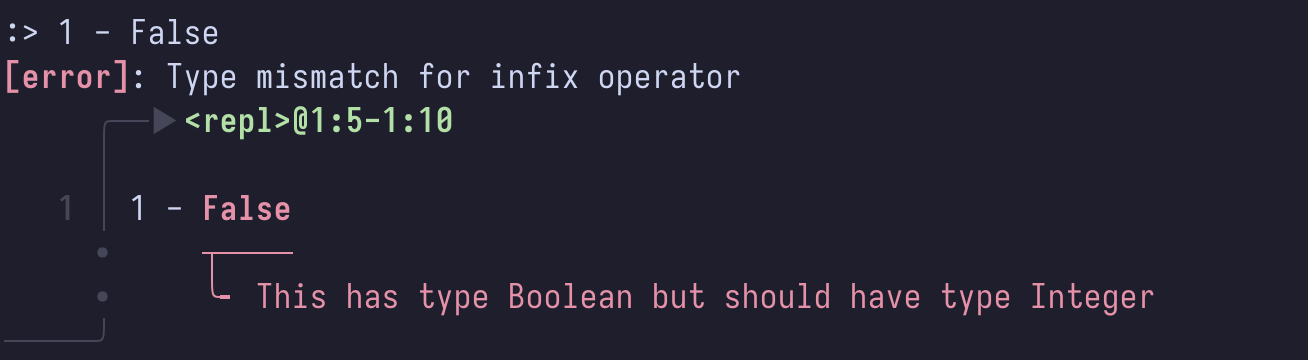 :> 1 - False
[error]: Type mismatch for infix operator
<repl>@1:5-1:10
1 1 - False
This has type Boolean but should have type Integer